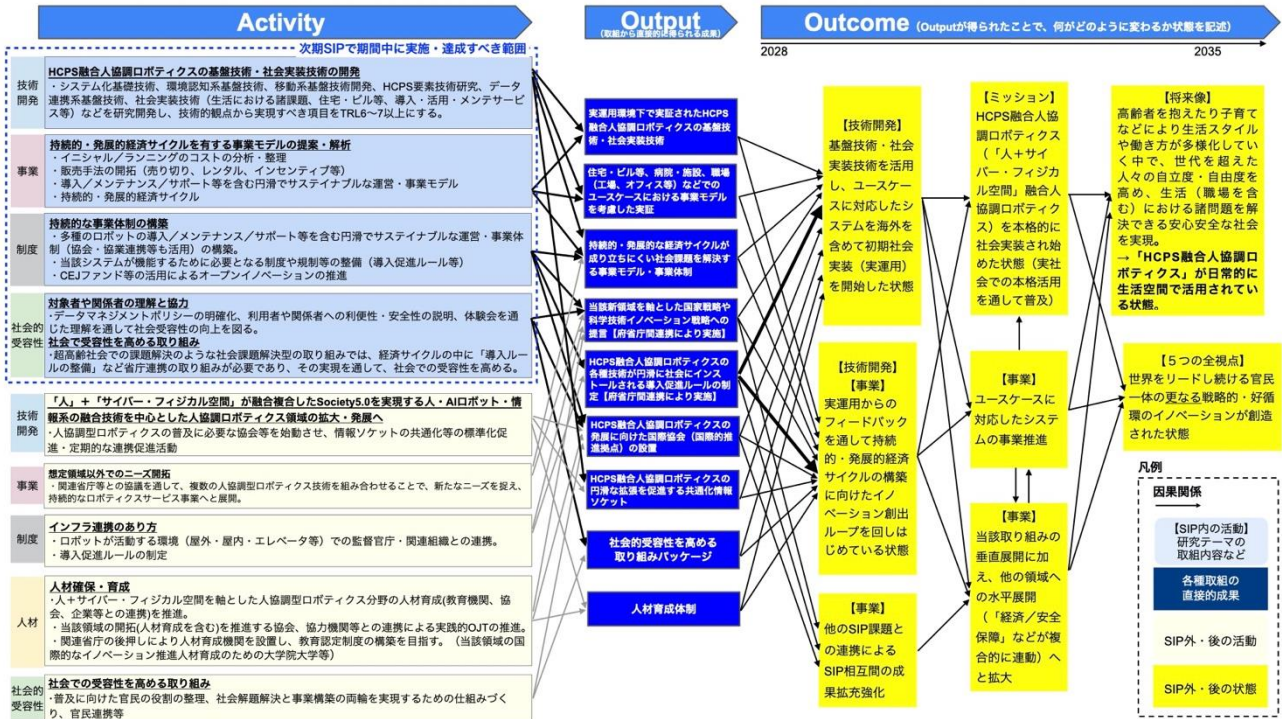 Activity
Output
(取組から直接的に得られる成果)
Outcome (Outputが得られたことで、何がどのように変わるか状態を記述)
2028
2035
次期SIPで期間中に実施・達成すべき範囲
技術
開発
HCPS融合人協調ロボティクスの基盤技術・社会実装技術の開発
・システム化基礎技術、環境認知系基盤技術、移動系基盤技術開発、HCPS要素技術研究、データ
連携系基盤技術、社会実装技術（生活における諸課題、住宅・ビル等、導入・活用・メンテサービ
ス等）などを研究開発し、技術的観点から実現すべき項目をTRL6〜7以上にする。
事業
持続的・発展的経済サイクルを有する事業モデルの提案・解析
・イニシャル／ランニングのコストの分析・整理
・販売手法の開拓（売り切り、レンタル、インセンティブ等）
・導入／メンテナンス／サポート等を含む円滑でサステイナブルな運営・事業モデル
・持続的・発展的経済サイクル
制度
持続的な事業体制の構築
・多種のロボットの導入／メンテナンス／サポート等を含む円滑でサステイナブルな運営・事業体
制（協会・協業連携等も活用）の構築。
・当該システムが機能するために必要となる制度や規制等の整備（導入促進ルール等）
・CEJファンド等の活用によるオープンイノベーションの推進
社会的
受容性
対象者や関係者の理解と協力
・データマネジメントポリシーの明確化、利用者や関係者への利便性・安全性の説明、体験会を通
じた理解を通して社会受容性の向上を図る。
社会で受容性を高める取り組み
・超高齢社会での課題解決のような社会課題解決型の取り組みでは、経済サイクルの中に「導入ルー
ルの整備」など省庁連携の取り組みが必要であり、その実現を通して、社会での受容性を高める。
技術
開発
「人」＋「サイバー・フィジカル空間」が融合複合したSociety5.0を実現する人・AIロボット・情
報系の融合技術を中心とした人協調ロボティクス領域の拡大・発展へ
・人協調型ロボティクスの普及に必要な協会等を始動させ、情報ソケットの共通化等の標準化促
進・定期的な連携促進活動
事業
想定領域以外でのニーズ開拓
・関連省庁等との協議を通して、複数の人協調型ロボティクス技術を組み合わせることで、新たなニーズを捉え、
持続的なロボティクスサービス事業へと展開。
制度
インフラ連携のあり方
・ロボットが活動する環境（屋外・屋内・エレベータ等）での監督官庁・関連組織との連携。
・導入促進ルールの制定
人材
人材確保・育成
・人＋サイバー・フィジカル空間を軸とした人協調型ロボティクス分野の人材育成(教育機関、協
会、企業等との連携)を推進。
・当該領域の開拓(人材育成を含む)を推進する協会、協力機関等との連携による実践的OJTの推進。
・関連省庁の後押しにより人材育成機関を設置し、教育認定制度の構築を目指す。（当該領域の国
際的なイノベーション推進人材育成のための大学院大学等）
社会的
受容性
社会での受容性を高める取り組み
・普及に向けた官民の役割の整理、社会解題解決と事業構築の両輪を実現するための仕組みづく
り、官民連携等
実運用環境下で実証されたHCPS
融合人協調ロボティクスの基盤技
術・社会実装技術
住宅・ビル等、病院・施設、職場
（工場、オフィス等）などでの
ユースケースにおける事業モデル
を考慮した実証
持続的・発展的な経済サイクルが
成り立ちにくい社会課題を解決する
事業モデル・事業体制
当該新領域を軸とした国家戦略や
科学技術イノベーション戦略への
提言【府省庁間連携により実施】
HCPS融合人協調ロボティクスの
各種技術が円滑に社会にインス
トールされる導入促進ルールの制
定【府省庁間連携により実施】
HCPS融合人協調ロボティクスの
発展に向けた国際協会（国際的推
進拠点）の設置
HCPS融合人協調ロボティクスの
円滑な拡張を促進する共通化情報
ソケット
社会的受容性を高める
取り組みパッケージ
人材育成体制
【技術開発】
基盤技術・社会
実装技術を活用
し、ユースケー
スに対応したシ
ステムを海外を
含めて初期社会
実装（実運用）
を開始した状態
【技術開発】
【事業】
実運用からの
フィードバック
を通して持続
的・発展的経済
サイクルの構築
に向けたイノ
ベーション創出
ループを回しは
じめている状態
【事業】
他のSIP課題と
の連携による
SIP相互間の成
果拡充強化
【ミッション】
HCPS融合人協
調ロボティクス
（「人＋サイ
バー・フィジカ
ル空間」融合人
協調ロボティク
ス）を本格的に
社会実装され始
めた状態（実社
会での本格活用
を通して普及）
【事業】
ユースケースに
対応したシステ
ムの事業推進
【事業】
当該取り組みの
垂直展開に加
え、他の領域へ
の水平展開
（「経済／安全
保障」などが複
合的に連動）へ
と拡大
【将来像】
高齢者を抱えたり子育て
などにより生活スタイル
や働き方が多様化してい
く中で、世代を超えた
人々の自立度・自由度を
高め、生活（職場を含
む）における諸問題を解
決できる安心安全な社会
を実現。
→「HCPS融合人協調ロ
ボティクス」が日常的に
生活空間で活用されてい
る状態。
【５つの全視点】
世界をリードし続ける官民
一体の更なる戦略的・好循
環のイノベーションが創造
された状態
凡例
因果関係
【SIP内の活動】
研究テーマの
取組内容など
各種取組の
直接的成果
SIP外・後の活動
SIP外・後の状態